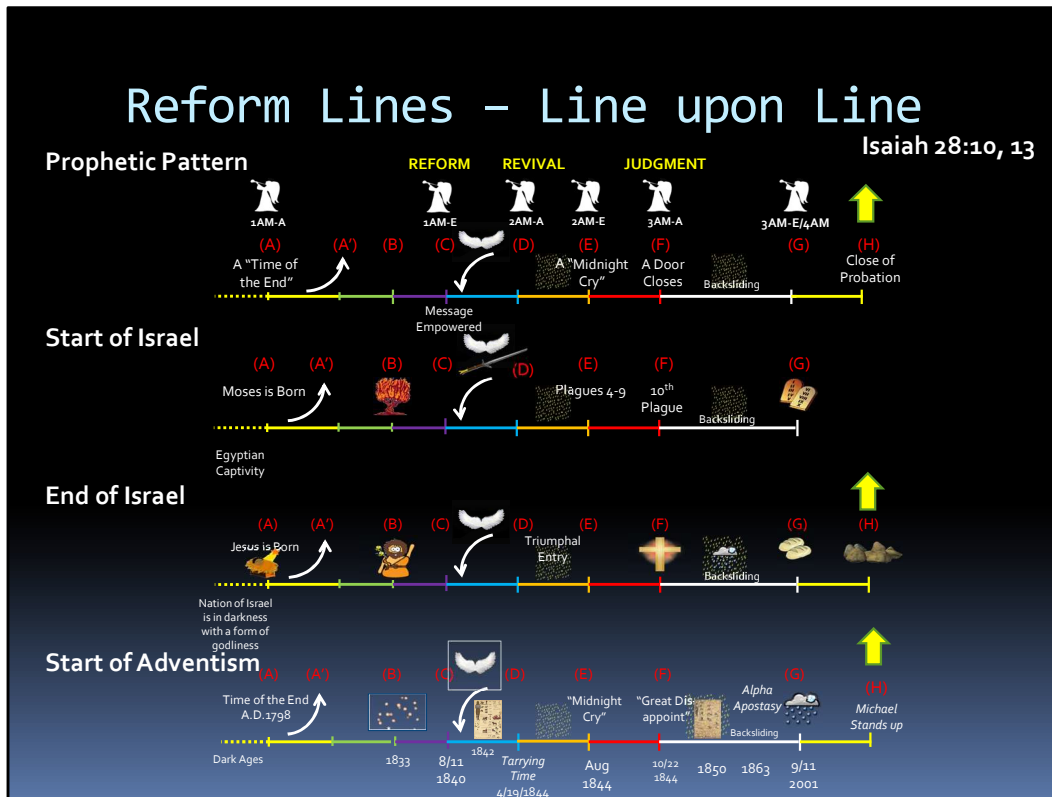 Reform Lines – Line upon Line
Isaiah 28:10, 13
Prophetic Pattern
REFORM REVIVAL JUDGMENT
1AM-A 1AM-E 2AM-A 2AM-E 3AM-A 3AM-E/4AM
(A) (A') (B) (C) (D) (E) (F) (G) (H)
A "Time of
the End"
A "Midnight
Cry"
A Door
Closes
Backsliding
Close of
Probation
Message
Empowered
Start of Israel
(A) (A') (B) (C) (D) (E) (F) (G)
Moses is Born
Plagues 4-9
10th
Plague
Backsliding
Egyptian
Captivity
End of Israel
(A) (A') (B) (C) (D) (E) (F) (G) (H)
Jesus is Born
Triumphal
Entry
Backsliding
Nation of Israel
is in darkness
with a form of
godliness
Start of Adventism
(A) (A') (B) (C) (D) (E) (F) (G) (H)
Time of the End
A.D.1798
"Midnight
Cry"
"Great Dis
appoint"
Alpha
Apostasy
Backsliding
Michael
Stands up
Dark Ages
1833
8/11
1840
1842
Tarrying
Time
4/19/1844
Aug
1844
10/22
1844
1850
1863
9/11
2001